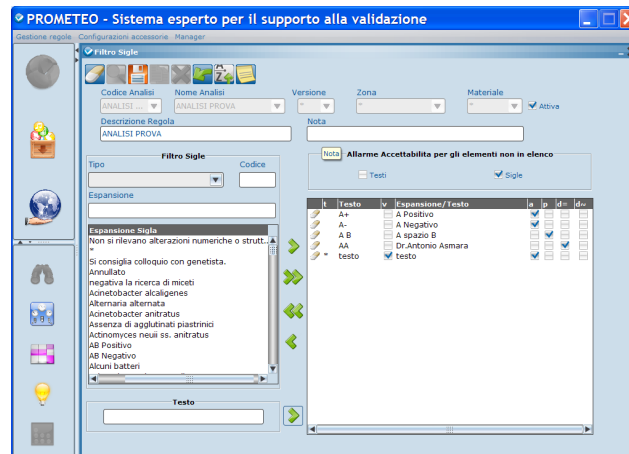 PROMETEO - Sistema esperto per il supporto alla validazione
Gestione regole Configurazioni accessorie Manager
Filtro Sigle
Codice Analisi Nome Analisi Versione Zona Materiale
ANALISI ... ANALISI PROVA * * * Attiva
Descrizione Regola Nota
ANALISI PROVA
Filtro Sigle
Tipo Codice
Espansione
Nota Allarme Accettabilita per gli elementi non in elenco
Testi Sigle
Espansione Sigla
Non si rilevano alterazioni numeriche o strutt..
*
Si consiglia colloquio con genetista.
Annullato
negativa la ricerca di miceti
Acinetobacter alcaligenes
Alternaria alternata
Acinetobacter anitratus
Assenza di agglutinati piastrinici
Actinomyces neuii ss. anitratus
AB Positivo
AB Negativo
Alcuni batteri
t Testo v Espansione/Testo a p d= d~
A+ A Positivo
A- A Negativo
A B A spazio B
AA Dr.Antonio Asmara
* testo testo
Testo